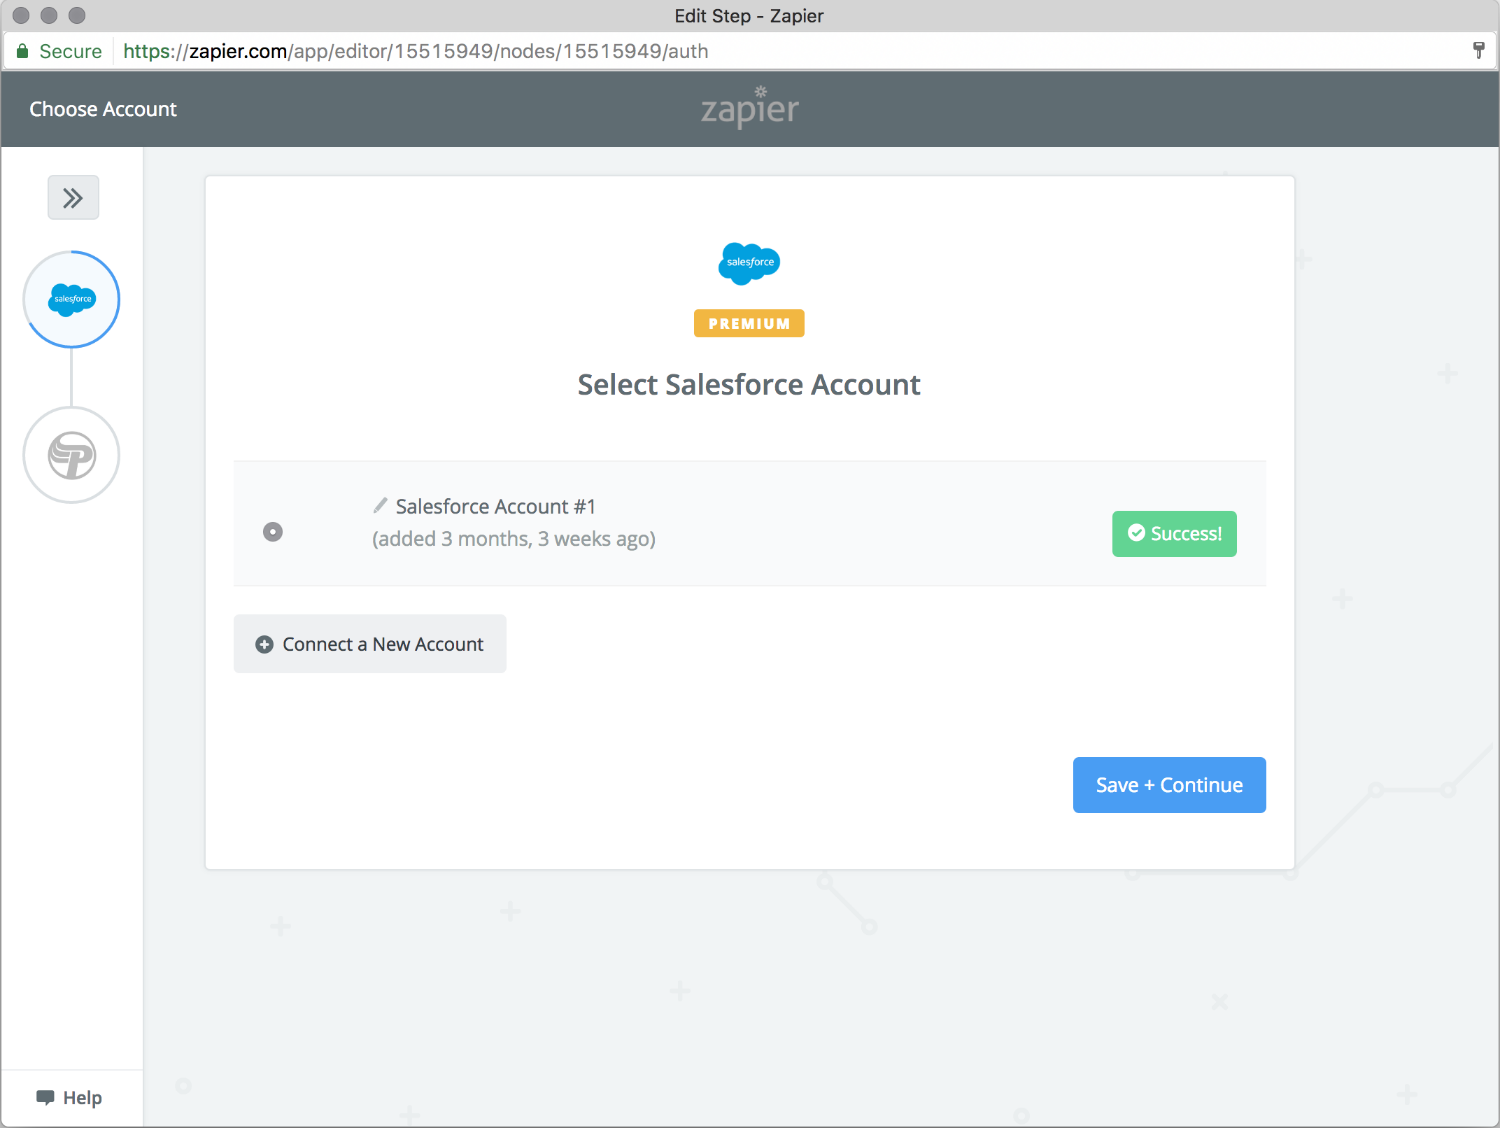 Edit Step - Zapier
Secure https://zapier.com/app/editor/15515949/nodes/15515949/auth
Choose Account
zapier
salesforce
PREMIUM
Select Salesforce Account
salesforce
SP
Salesforce Account #1
(added 3 months, 3 weeks ago)
Success!
Connect a New Account
Save + Continue
Help